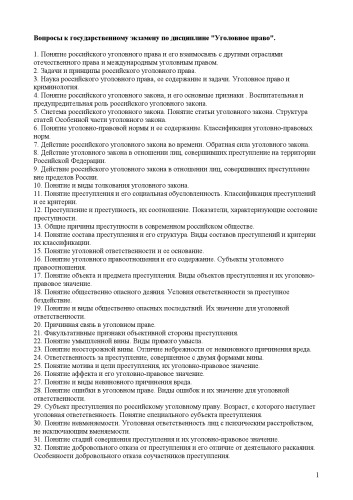 Вопросы к государственному экзамену по дисциплине "Уголовное право".
1. Понятие российского уголовного права и его взаимосвязь с другими отраслями
отечественного права и международным уголовным правом.
2. Задачи и принципы российского уголовного права.
3. Наука российского уголовного права, ее содержание и задачи. Уголовное право и
криминология.
4. Понятие российского уголовного закона, и его основные признаки . Воспитательная и
предупредительная роль российского уголовного закона.
5. Система российского уголовного закона. Понятие статьи уголовного закона. Структура
статей Особенной части уголовного закона.
6. Понятие уголовно-правовой нормы и ее содержание. Классификация уголовно-правовых
норм.
7. Действие российского уголовного закона во времени. Обратная сила уголовного закона.
8. Действие уголовного закона в отношении лиц, совершивших преступление на территории
Российской Федерации.
9. Действие российского уголовного закона в отношении лиц, совершивших преступление
вне пределов России.
10. Понятие и виды толкования уголовного закона.
11. Понятие преступления и его социальная обусловленность. Классификация преступлений
и ее критерии.
12. Преступление и преступность, их соотношение. Показатели, характеризующие состояние
преступности.
13. Общие причины преступности в современном российском обществе.
14. Понятие состава преступления и его структура. Виды составов преступлений и критерии
их классификации.
15. Понятие уголовной ответственности и ее основание.
16. Понятие уголовного правоотношения и его содержание. Субъекты уголовного
правоотношения.
17. Понятие объекта и предмета преступления. Виды объектов преступления и их уголовно-
правовое значение.
18. Понятие общественно опасного деяния. Условия ответственности за преступное
бездействие.
19. Понятие и виды общественно опасных последствий. Их значение для уголовной
ответственности.
20. Причинная связь в уголовном праве.
21. Факультативные признаки объективной стороны преступления.
22. Понятие умышленной вины. Виды прямого умысла.
23. Понятие неосторожной вины. Отличие небрежности от невиновного причинения вреда.
24. Ответственность за преступление, совершенное с двумя формами вины.
25. Понятие мотива и цели преступления, их уголовно-правовое значение.
26. Понятие аффекта и его уголовно-правовое значение.
27. Понятие и виды невиновного причинения вреда.
28. Понятие ошибки в уголовном праве. Виды ошибок и их значение для уголовной
ответственности.
29. Субъект преступления по российскому уголовному праву. Возраст, с которого наступает
уголовная ответственность. Понятие специального субъекта преступления.
30. Понятие невменяемости. Уголовная ответственность лиц с психическим расстройством,
не исключающим вменяемости.
31. Понятие стадий совершения преступления и их уголовно-правовое значение.
32. Понятие добровольного отказа от преступления и его отличие от деятельного раскаяния.
Особенности добровольного отказа соучастников преступления.
1